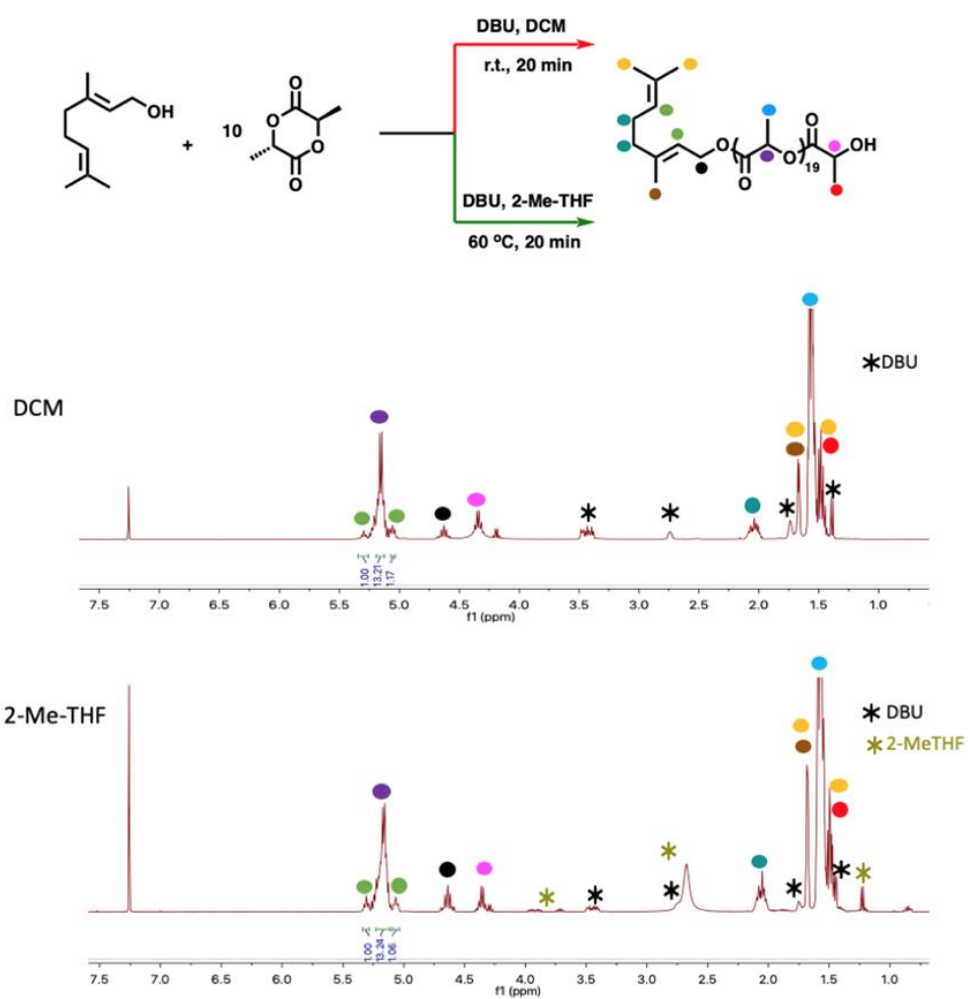 DBU, DCM
r.t., 20 min
OH
+
10
O
O
O
O
DBU, 2-Me-THF
60 °C, 20 min
O
O
O
O
OH
19
DCM
DBU
1.00
13.21
1.17
7.5 7.0 6.5 6.0 5.5 5.0 4.5 4.0 3.5 3.0 2.5 2.0 1.5 1.0
f1 (ppm)
2-Me-THF
DBU
2-MeTHF
1.00
13.24
1.06
7.5 7.0 6.5 6.0 5.5 5.0 4.5 4.0 3.5 3.0 2.5 2.0 1.5 1.0
f1 (ppm)